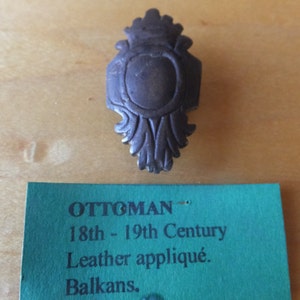 OTTOMAN
18th - 19th Century
Leather appliqué.
Balkans.